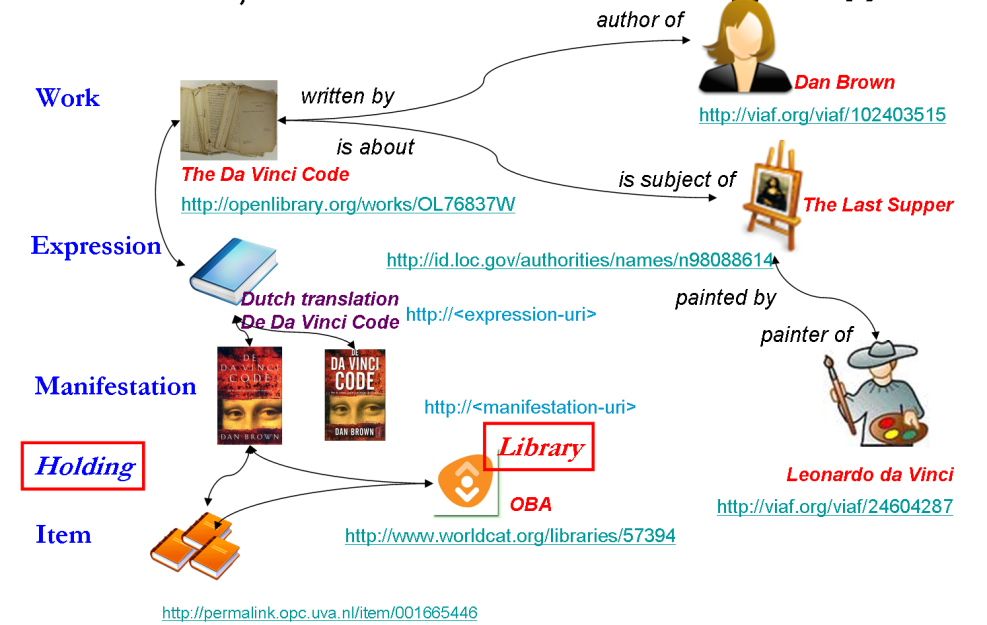 author of
Dan Brown
http://viaf.org/viaf/102403515
Work
written by
is about
The Da Vinci Code
http://openlibrary.org/works/OL76837W
is subject of
The Last Supper
http://id.loc.gov/authorities/names/n98088614
Expression
Dutch translation
De Da Vinci Code
http://<expression-uri>
painted by
painter of
Manifestation
DE
DA VINCI
CODE
DAN BROWN
DE
DA VINCI
CODE
DAN BROWN
http://<manifestation-uri>
Leonardo da Vinci
http://viaf.org/viaf/24604287
Holding
Library
OBA
http://www.worldcat.org/libraries/57394
Item
http://permalink.opc.uva.nl/item/001665446